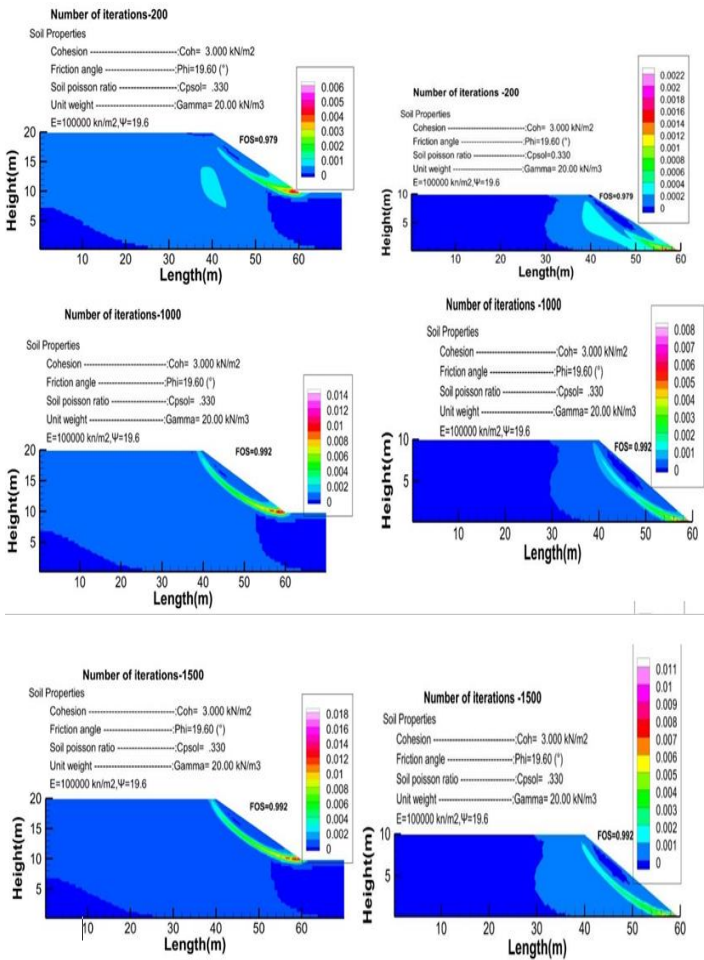 Number of iterations-200
Soil Properties
Cohesion ------------------------:Coh= 3.000 kN/m2
Friction angle ---------------------:Phi=19.60 (°)
Soil poisson ratio ----------------:Cpsol= .330
Unit weight ----------------------:Gamma= 20.00 kN/m3
E=100000 kn/m2,Ψ=19.6
FOS=0.979
0.006
0.005
0.004
0.003
0.002
0.001
0
Height(m)
20
15
10
5
10 20 30 40 50 60
Length(m)
Number of iterations -200
Soil Properties
Cohesion ------------------------:Coh= 3.000 kN/m2
Friction angle ---------------------:Phi=19.60 (°)
Soil poisson ratio ----------------:Cpsol=0.330
Unit weight ----------------------:Gamma= 20.00 kN/m3
E=100000 kn/m2,Ψ=19.6
FOS=0.979
0.0022
0.002
0.0018
0.0016
0.0014
0.0012
0.001
0.0008
0.0006
0.0004
0.0002
0
Height(m)
10
5
10 20 30 40 50 60
Length(m)
Number of iterations-1000
Soil Properties
Cohesion ------------------------:Coh= 3.000 kN/m2
Friction angle ---------------------:Phi=19.60 (°)
Soil poisson ratio ----------------:Cpsol= .330
Unit weight ----------------------:Gamma= 20.00 kN/m3
E=100000 kn/m2,Ψ=19.6
FOS=0.992
0.014
0.012
0.01
0.008
0.006
0.004
0.002
0
Height(m)
20
15
10
5
10 20 30 40 50 60
Length(m)
Number of iterations -1000
Soil Properties
Cohesion ------------------------:Coh= 3.000 kN/m2
Friction angle ---------------------:Phi=19.60 (°)
Soil poisson ratio ----------------:Cpsol= .330
Unit weight ----------------------:Gamma= 20.00 kN/m3
E=100000 kn/m2,Ψ=19.6
FOS= 0.992
0.008
0.007
0.006
0.005
0.004
0.003
0.002
0.001
0
Height(m)
10
5
10 20 30 40 50 60
Length(m)
Number of iterations-1500
Soil Properties
Cohesion ------------------------:Coh= 3.000 kN/m2
Friction angle ---------------------:Phi=19.60 (°)
Soil poisson ratio ----------------:Cpsol= .330
Unit weight ----------------------:Gamma= 20.00 kN/m3
E=100000 kn/m2,Ψ=19.6
FOS=0.992
0.018
0.016
0.014
0.012
0.01
0.008
0.006
0.004
0.002
0
Height(m)
20
15
10
5
10 20 30 40 50 60
Length(m)
Number of iterations -1500
Soil Properties
Cohesion ------------------------:Coh= 3.000 kN/m2
Friction angle ---------------------:Phi=19.60 (°)
Soil poisson ratio ----------------:Cpsol= .330
Unit weight ----------------------:Gamma= 20.00 kN/m3
E=100000 kn/m2,Ψ=19.6
FOS=0.992
0.011
0.01
0.009
0.008
0.007
0.006
0.005
0.004
0.003
0.002
0.001
0
Height(m)
10
5
10 20 30 40 50 60
Length(m)